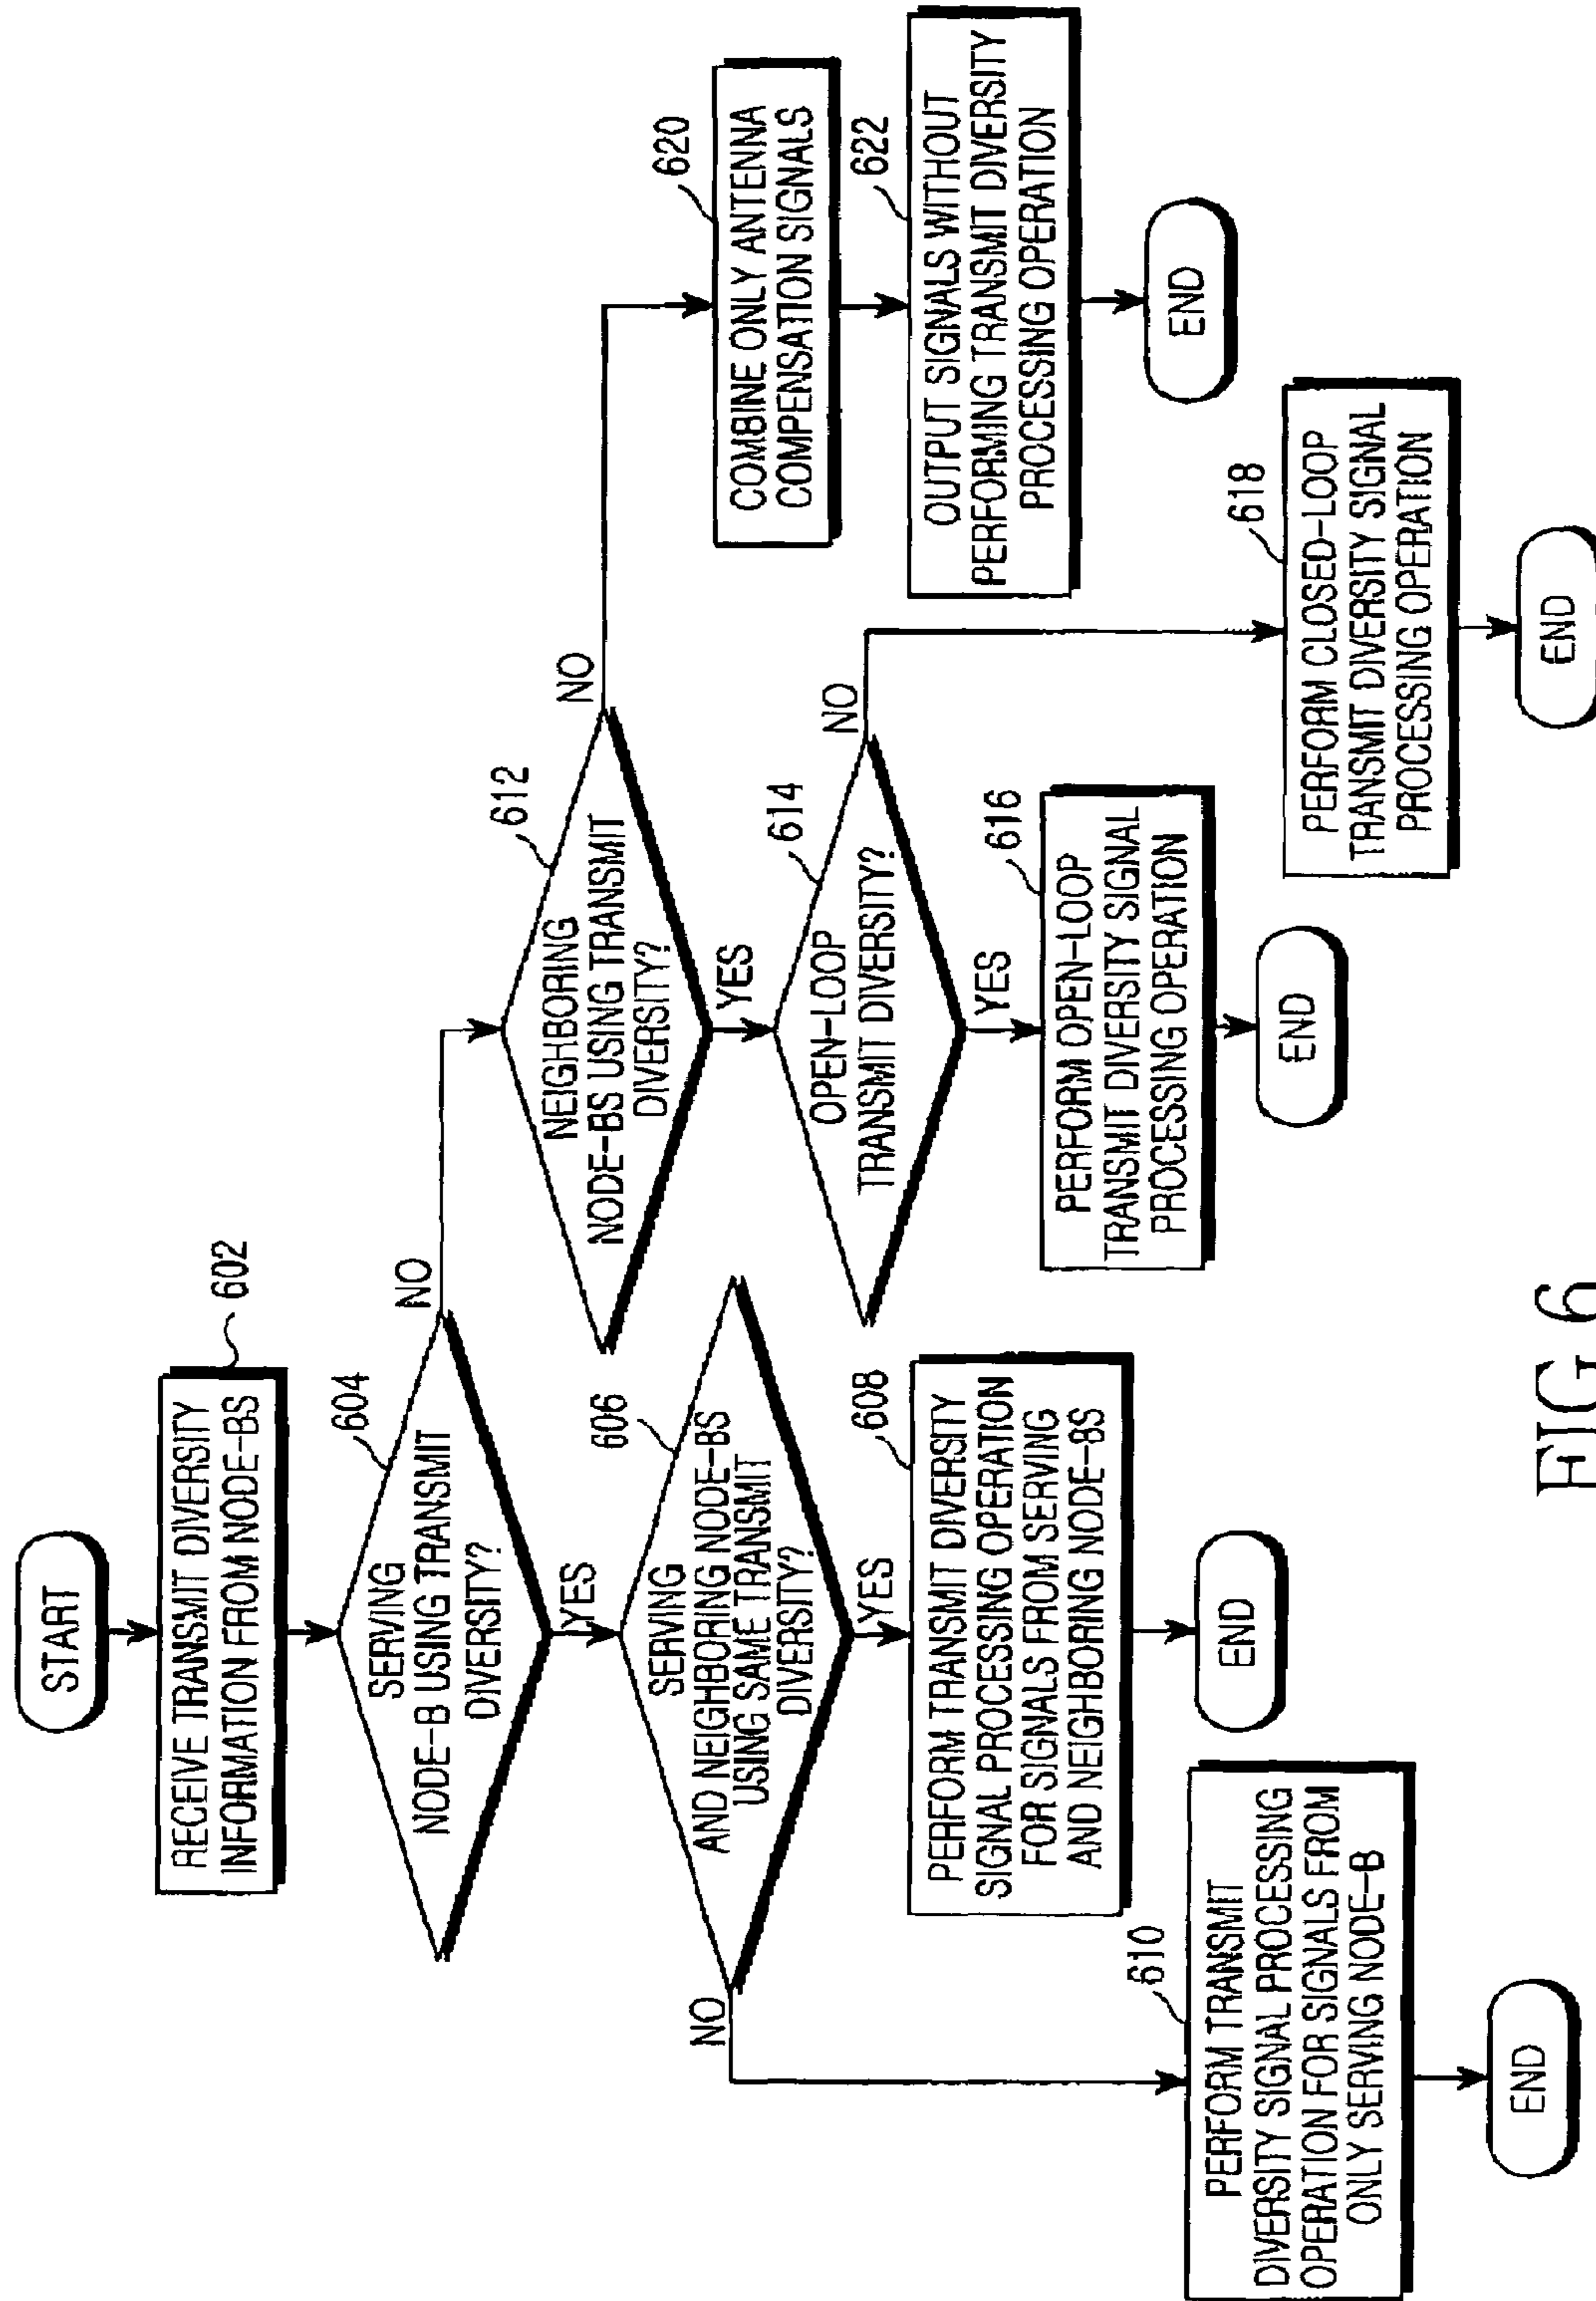 START
RECEIVE TRANSMIT DIVERSITY
INFORMATION FROM NODE-BS
602
SERVING
NODE-B USING TRANSMIT
DIVERSITY?
604
NO
YES
SERVING
AND NEIGHBORING NODE-BS
USING SAME TRANSMIT
DIVERSITY?
606
NO
YES
PERFORM TRANSMIT DIVERSITY
SIGNAL PROCESSING OPERATION
FOR SIGNALS FROM SERVING
AND NEIGHBORING NODE-BS
608
END
PERFORM TRANSMIT
DIVERSITY SIGNAL PROCESSING
OPERATION FOR SIGNALS FROM
ONLY SERVING NODE-B
610
END
NEIGHBORING
NODE-BS USING TRANSMIT
DIVERSITY?
612
NO
YES
OPEN-LOOP
TRANSMIT DIVERSITY?
614
NO
YES
PERFORM OPEN-LOOP
TRANSMIT DIVERSITY SIGNAL
PROCESSING OPERATION
616
END
PERFORM CLOSED-LOOP
TRANSMIT DIVERSITY SIGNAL
PROCESSING OPERATION
618
END
COMBINE ONLY ANTENNA
COMPENSATION SIGNALS
620
OUTPUT SIGNALS WITHOUT
PERFORMING TRANSMIT DIVERSITY
PROCESSING OPERATION
622
END
FIG.6